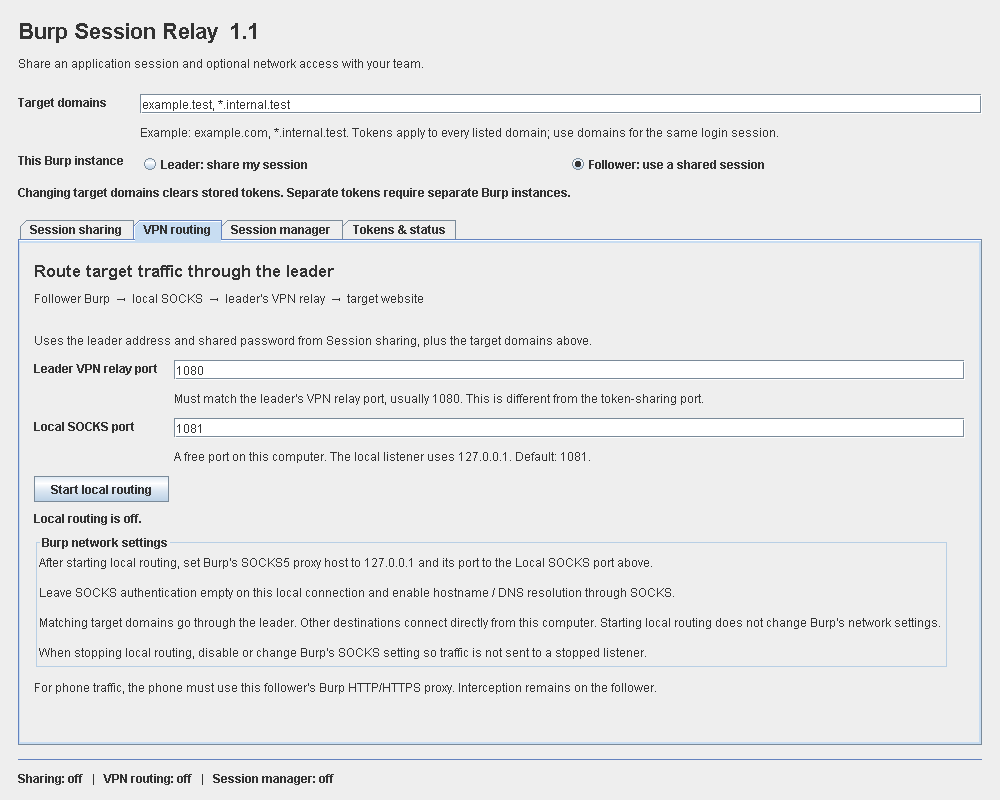 Burp Session Relay 1.1
Share an application session and optional network access with your team.
Target domains
example.test, *.internal.test
Example: example.com, *.internal.test. Tokens apply to every listed domain; use domains for the same login session.
This Burp instance
Leader: share my session
Follower: use a shared session
Changing target domains clears stored tokens. Separate tokens require separate Burp instances.
Session sharing
VPN routing
Session manager
Tokens & status
Route target traffic through the leader
Follower Burp → local SOCKS → leader's VPN relay → target website
Uses the leader address and shared password from Session sharing, plus the target domains above.
Leader VPN relay port
1080
Must match the leader's VPN relay port, usually 1080. This is different from the token-sharing port.
Local SOCKS port
1081
A free port on this computer. The local listener uses 127.0.0.1. Default: 1081.
Start local routing
Local routing is off.
Burp network settings
After starting local routing, set Burp's SOCKS5 proxy host to 127.0.0.1 and its port to the Local SOCKS port above.
Leave SOCKS authentication empty on this local connection and enable hostname / DNS resolution through SOCKS.
Matching target domains go through the leader. Other destinations connect directly from this computer. Starting local routing does not change Burp's network settings.
When stopping local routing, disable or change Burp's SOCKS setting so traffic is not sent to a stopped listener.
For phone traffic, the phone must use this follower's Burp HTTP/HTTPS proxy. Interception remains on the follower.
Sharing: off | VPN routing: off | Session manager: off